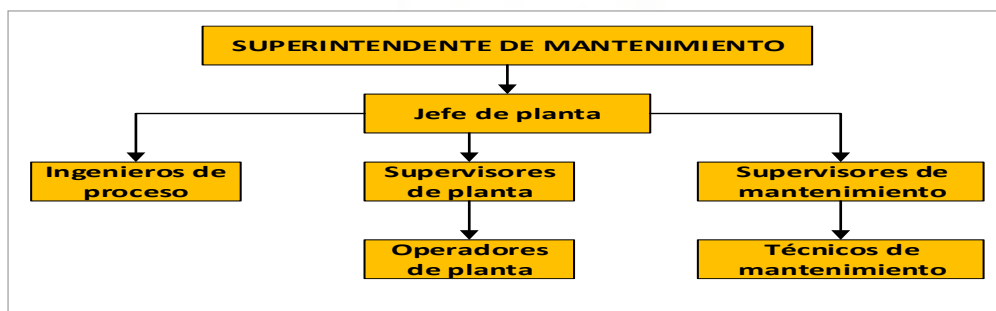 SUPERINTENDENTE DE MANTENIMIENTO
Jefe de planta
Ingenieros de
proceso
Supervisores
de planta
Supervisores de
mantenimiento
Operadores
de planta
Técnicos de
mantenimiento